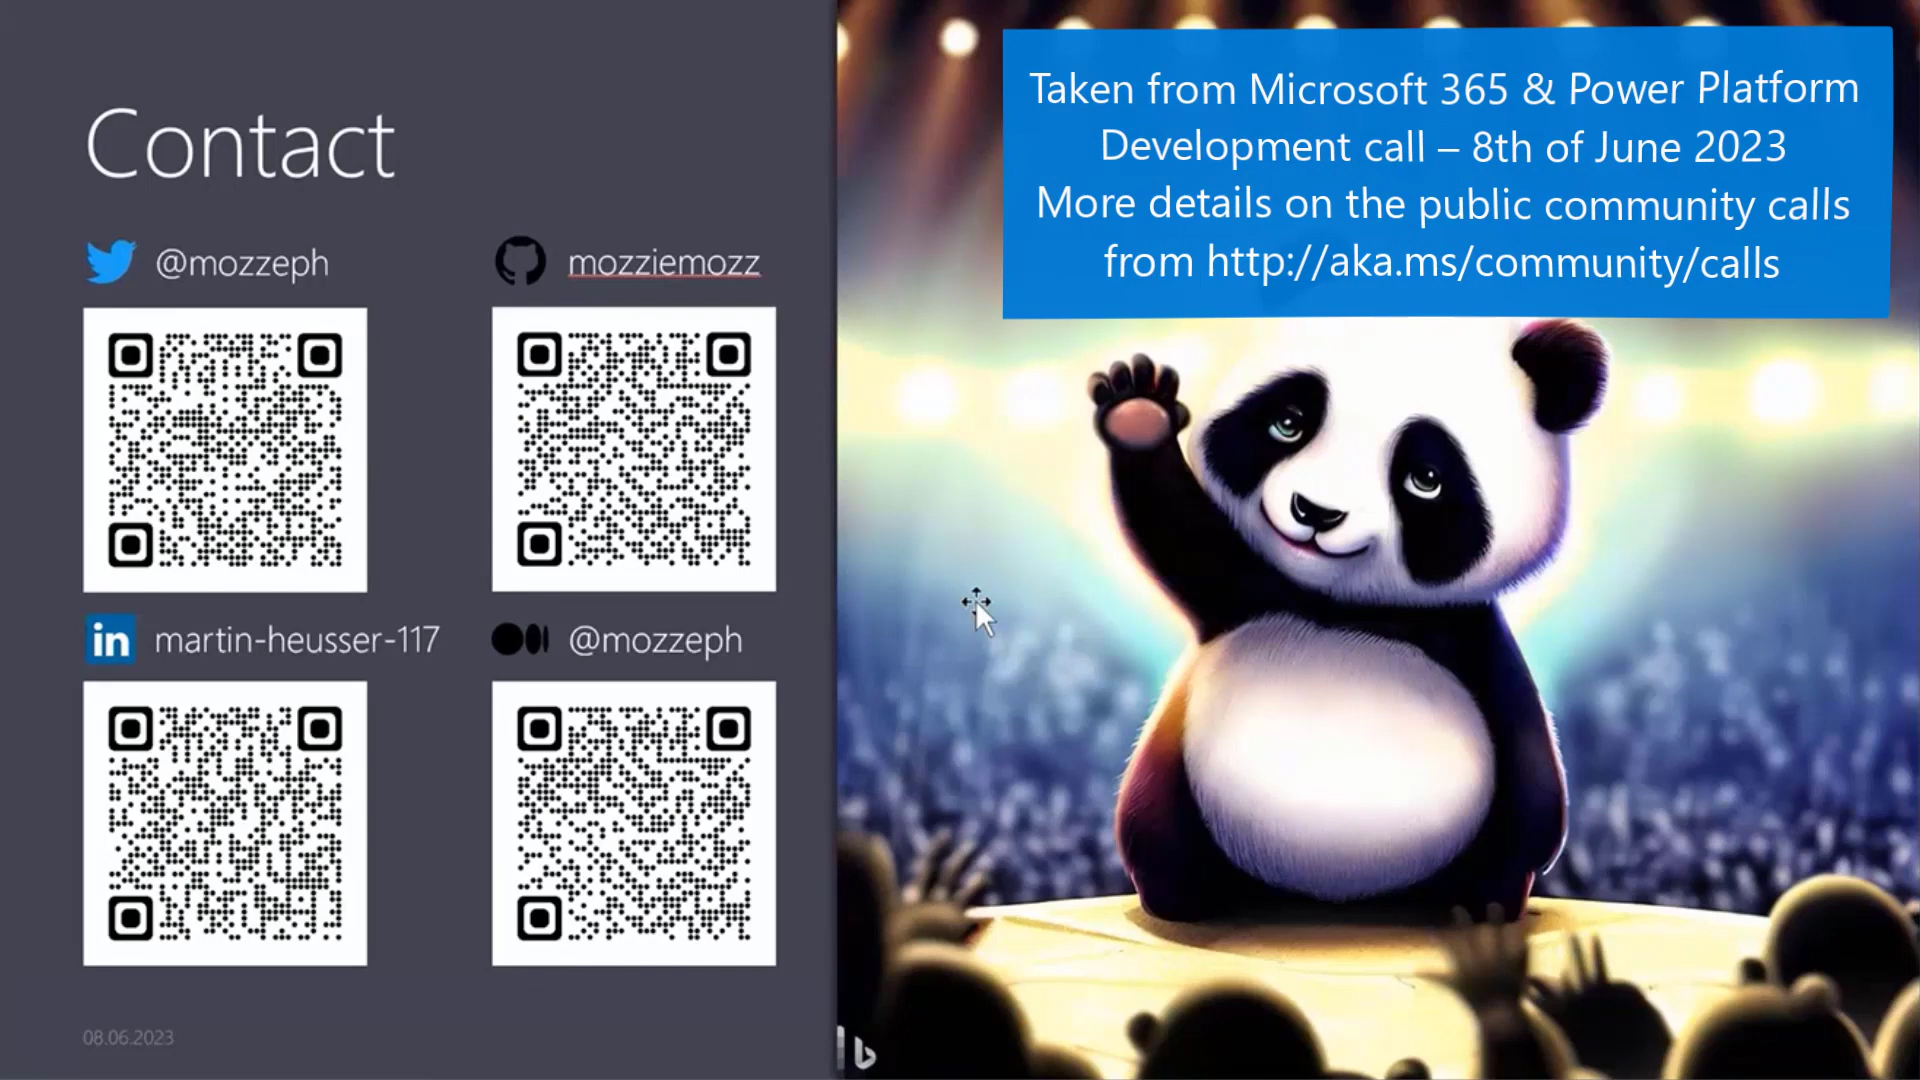 Contact
@mozzeph
mozziemozz
in martin-heusser-117
@mozzeph
08.06.2023
Taken from Microsoft 365 & Power Platform
Development call – 8th of June 2023
More details on the public community calls
from http://aka.ms/community/calls
b